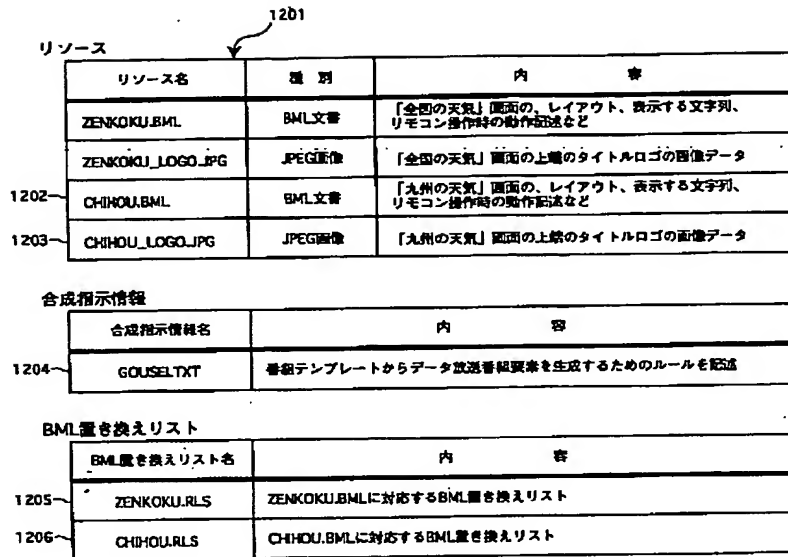 1201
リソース
リソース名 種別 内容
ZENKOKU.BML BML文書 「全国の天気」画面の、レイアウト、表示する文字列、
リモコン操作時の動作記述など
ZENKOKU_LOGO.JPG JPEG画像 「全国の天気」画面の上端のタイトルロゴの画像データ
1202 CHIHOU.BML BML文書 「九州の天気」画面の、レイアウト、表示する文字列、
リモコン操作時の動作記述など
1203 CHIHOU_LOGO.JPG JPEG画像 「九州の天気」画面の上端のタイトルロゴの画像データ
合成指示情報
合成指示情報名 内容
1204 GOUSEI.TXT 番組テンプレートからデータ放送番組要素を生成するためのルールを記述
BML置き換えリスト
BML置き換えリスト名 内容
1205 ZENKOKU.RLS ZENKOKU.BMLに対応するBML置き換えリスト
1206 CHIHOU.RLS CHIHOU.BMLに対応するBML置き換えリスト